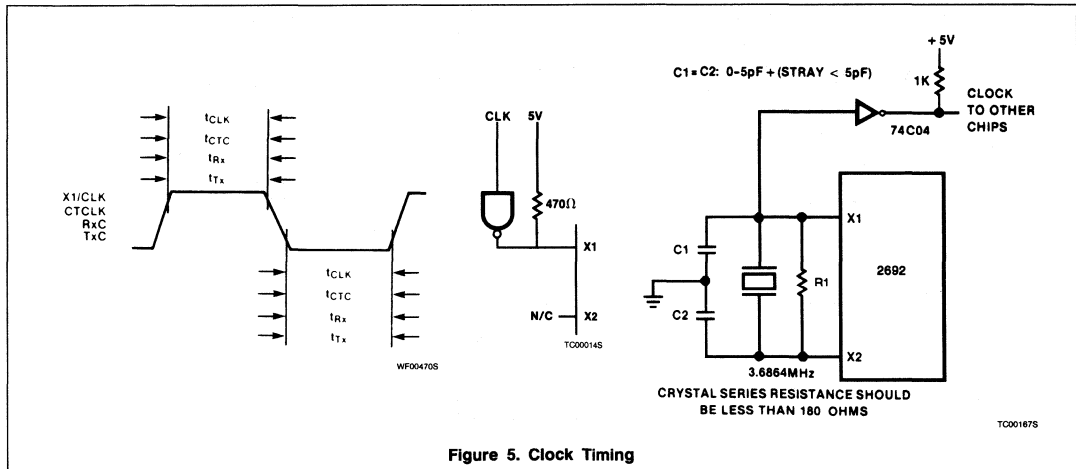 tCLK
tCTC
tRx
tTx
X1/CLK
CTCLK
RxC
TxC
tCLK
tCTC
tRx
tTx
WF00470S
CLK
5V
470Ω
X1
N/C
X2
TC00014S
C1 = C2: 0-5pF + (STRAY < 5pF)
+ 5V
1K
CLOCK
TO OTHER
CHIPS
74C04
X1
C1
R1
2692
C2
X2
3.6864MHz
CRYSTAL SERIES RESISTANCE SHOULD
BE LESS THAN 180 OHMS
TC00167S
Figure 5. Clock Timing